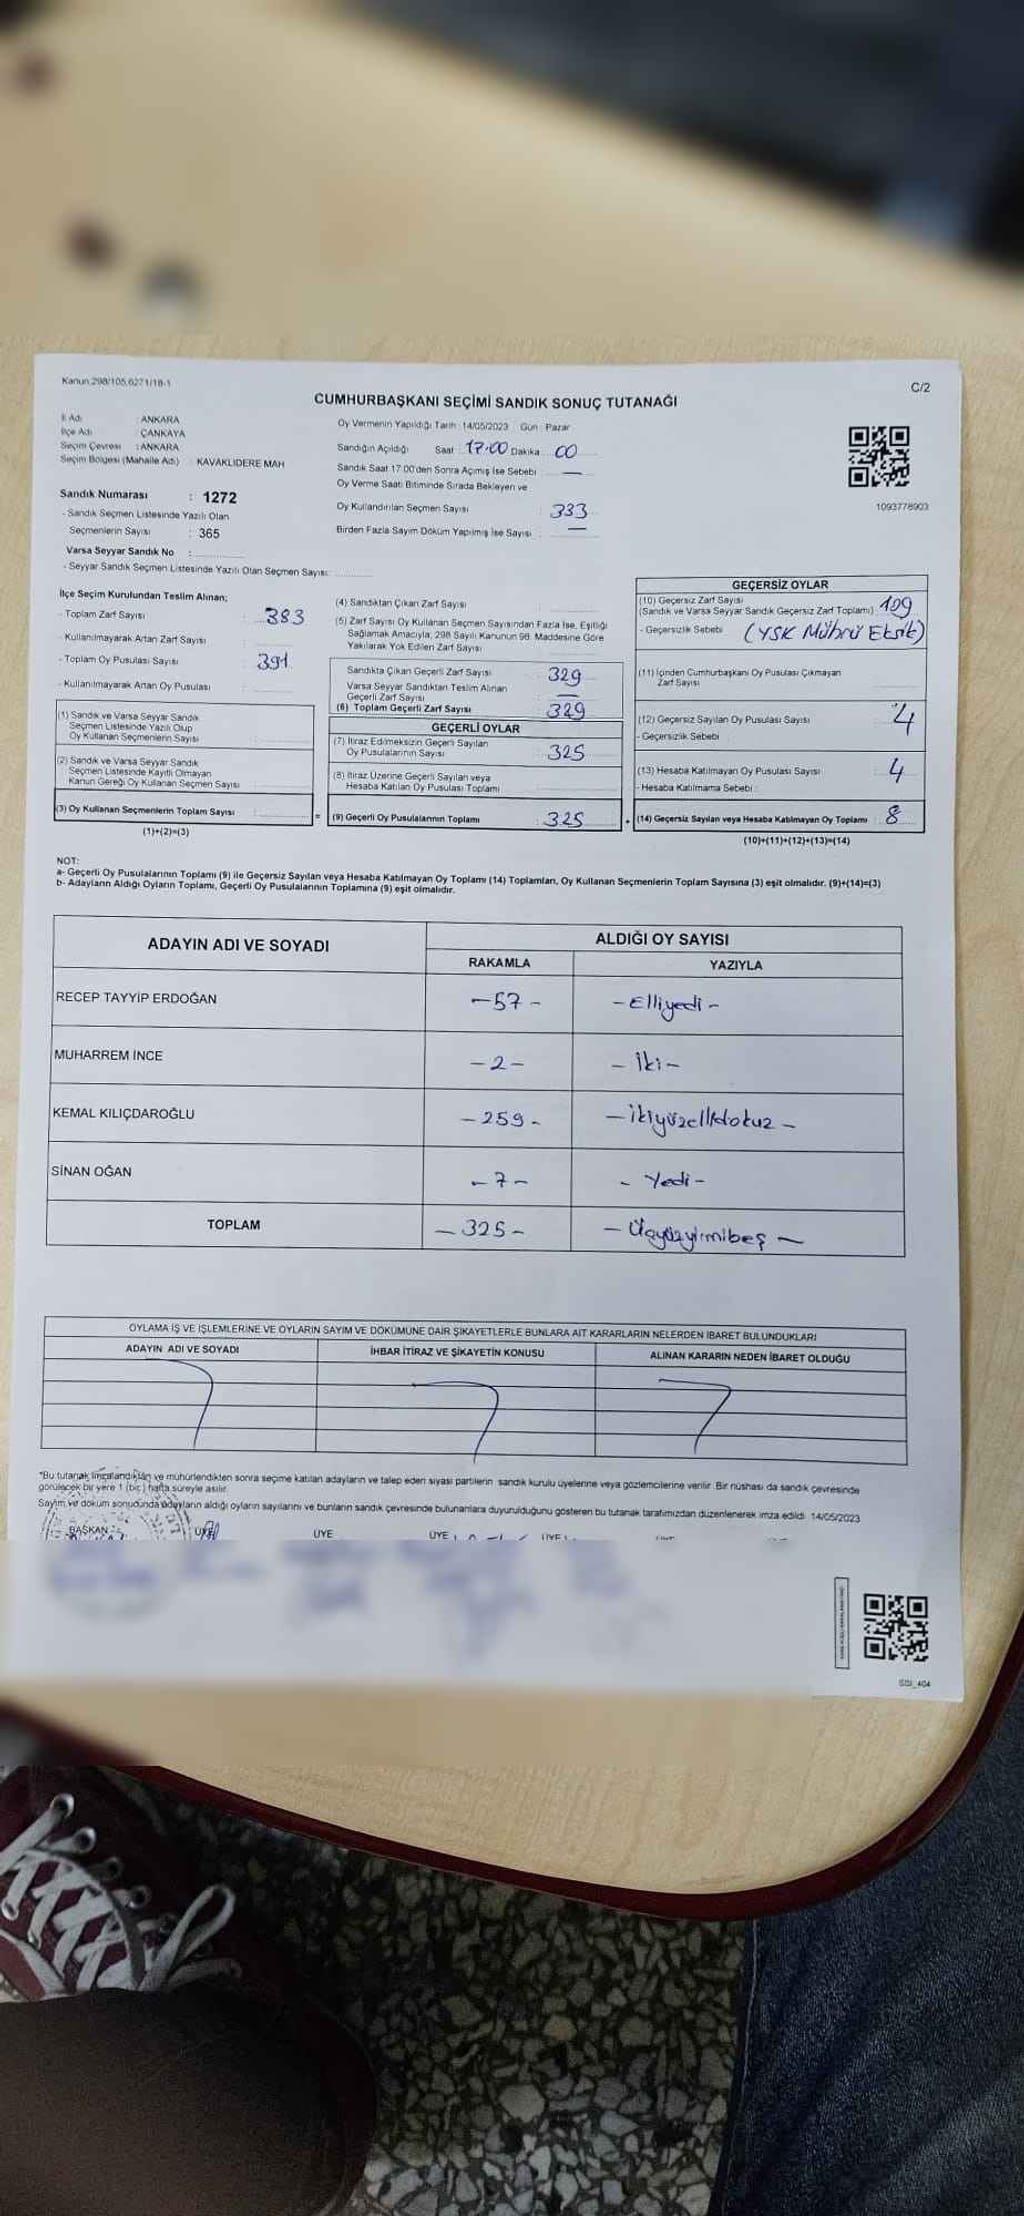 Kanun:298/105,6271/18-1
C/2
CUMHURBAŞKANI SEÇİMİ SANDIK SONUÇ TUTANAĞI
İl Adı : ANKARA
İlçe Adı : ÇANKAYA
Seçim Çevresi : ANKARA
Seçim Bölgesi (Mahalle Adı) : KAVAKLIDERE MAH
Sandık Numarası : 1272
- Sandık Seçmen Listesinde Yazılı Olan
Seçmenlerin Sayısı : 365
Varsa Seyyar Sandık No :
- Seyyar Sandık Seçmen Listesinde Yazılı Olan Seçmen Sayısı:
Oy Vermenin Yapıldığı Tarih : 14/05/2023 Gün : Pazar
Sandığın Açıldığı Saat : 17:00 Dakika 00
Sandık Saat 17.00'den Sonra Açımış İse Sebebi : —
Oy Verme Saati Bitiminde Sırada Bekleyen ve
Oy Kullandırılan Seçmen Sayısı : 333
Birden Fazla Sayım Döküm Yapılmış İse Sayısı : —
1093778903
İlçe Seçim Kurulundan Teslim Alınan;
- Toplam Zarf Sayısı : 383
- Kullanılmayarak Artan Zarf Sayısı :
- Toplam Oy Pusulası Sayısı : 391
- Kullanılmayarak Artan Oy Pusulası :
(1) Sandık ve Varsa Seyyar Sandık
Seçmen Listesinde Yazılı Olup
Oy Kullanan Seçmenlerin Sayısı :
(2) Sandık ve Varsa Seyyar Sandık
Seçmen Listesinde Kayıtlı Olmayan
Kanun Gereği Oy Kullanan Seçmen Sayısı :
(3) Oy Kullanan Seçmenlerin Toplam Sayısı :
(1)+(2)=(3)
(4) Sandıktan Çıkan Zarf Sayısı :
(5) Zarf Sayısı Oy Kullanan Seçmen Sayısından Fazla İse, Eşitliği
Sağlamak Amacıyla; 298 Sayılı Kanunun 98. Maddesine Göre
Yakılarak Yok Edilen Zarf Sayısı :
Sandıkta Çıkan Geçerli Zarf Sayısı : 329
Varsa Seyyar Sandıktan Teslim Alınan
Geçerli Zarf Sayısı : —
(6) Toplam Geçerli Zarf Sayısı : 329
GEÇERLİ OYLAR
(7) İtiraz Edilmeksizin Geçerli Sayılan
Oy Pusulalarının Sayısı : 325
(8) İtiraz Üzerine Geçerli Sayılan veya
Hesaba Katılan Oy Pusulası Toplamı :
(9) Geçerli Oy Pusulalarının Toplamı : 325
GEÇERSİZ OYLAR
(10) Geçersiz Zarf Sayısı
(Sandık ve Varsa Seyyar Sandık Geçersiz Zarf Toplamı) :
- Geçersizlik Sebebi : (YSK Mührü Eksik)
(11) İçinden Cumhurbaşkanı Oy Pusulası Çıkmayan
Zarf Sayısı :
(12) Geçersiz Sayılan Oy Pusulası Sayısı : 4
- Geçersizlik Sebebi :
(13) Hesaba Katılmayan Oy Pusulası Sayısı : 4
- Hesaba Katılmama Sebebi :
(14) Geçersiz Sayılan veya Hesaba Katılmayan Oy Toplamı : 8
(10)+(11)+(12)+(13)=(14)
NOT:
a- Geçerli Oy Pusulalarının Toplamı (9) ile Geçersiz Sayılan veya Hesaba Katılmayan Oy Toplamı (14) Toplamları, Oy Kullanan Seçmenlerin Toplam Sayısına (3) eşit olmalıdır. (9)+(14)=(3)
b- Adayların Aldığı Oyların Toplamı, Geçerli Oy Pusulalarının Toplamına (9) eşit olmalıdır.
ADAYIN ADI VE SOYADI
ALDIĞI OY SAYISI
RAKAMLA YAZIYLA
RECEP TAYYİP ERDOĞAN -57- -Elliyedi-
MUHARREM İNCE -2- -İki-
KEMAL KILIÇDAROĞLU -259- -ikiyüzellidokuz-
SİNAN OĞAN -7- -Yedi-
TOPLAM -325- -Üçyüzyirmibeş-
OYLAMA İŞ VE İŞLEMLERİNE VE OYLARIN SAYIM VE DÖKÜMÜNE DAİR ŞİKAYETLERLE BUNLARA AİT KARARLARIN NELERDEN İBARET BULUNDUKLARI
ADAYIN ADI VE SOYADI İHBAR İTİRAZ VE ŞİKAYETİN KONUSU ALINAN KARARIN NEDEN İBARET OLDUĞU
*Bu tutanak imzalandıktan ve mühürlendikten sonra seçime katılan adayların ve talep eden siyasi partilerin sandık kurulu üyelerine veya gözlemcilerine verilir. Bir nüshası da sandık çevresinde
görülecek bir yere 1 (bir) hafta süreyle asılır.
Sayım ve döküm sonucunda adayların aldığı oyların sayılarını ve bunların sandık çevresinde bulunanlara duyurulduğunu gösteren bu tutanak tarafımızdan düzenlenerek imza edildi. 14/05/2023
BAŞKAN ÜYE ÜYE ÜYE ÜYE